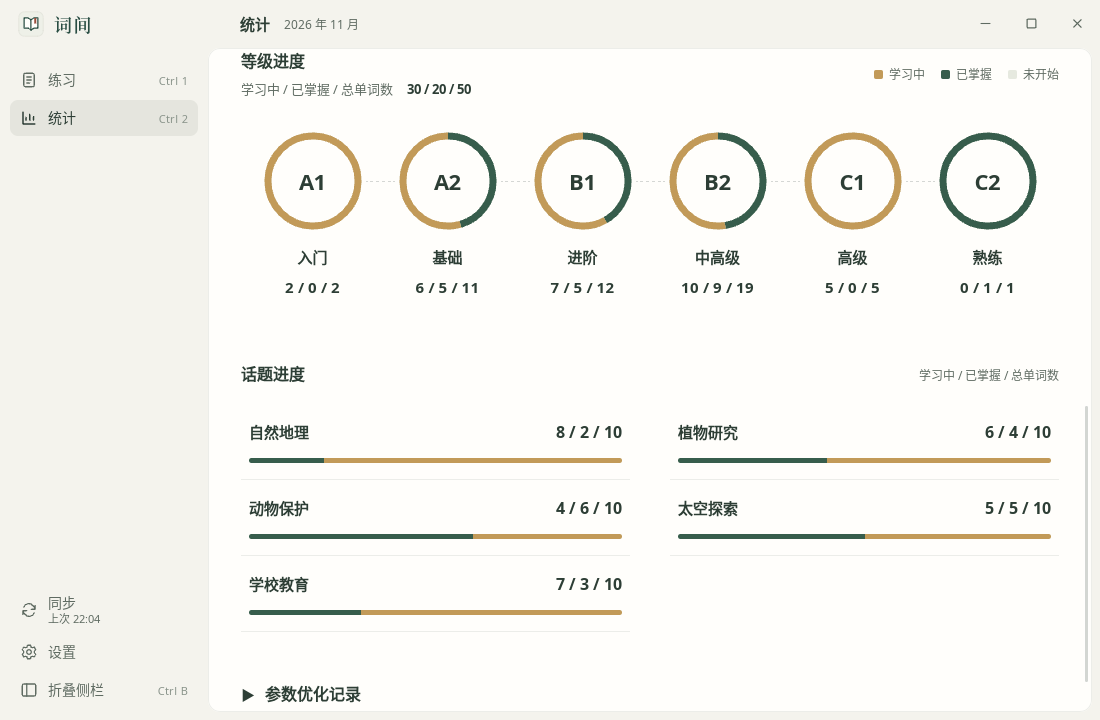 词间
统计 2026 年 11 月
练习 Ctrl 1
统计 Ctrl 2
等级进度
学习中 / 已掌握 / 总单词数 30 / 20 / 50
学习中 已掌握 未开始
A1 A2 B1 B2 C1 C2
入门 基础 进阶 中高级 高级 熟练
2 / 0 / 2 6 / 5 / 11 7 / 5 / 12 10 / 9 / 19 5 / 0 / 5 0 / 1 / 1
话题进度 学习中 / 已掌握 / 总单词数
自然地理 8 / 2 / 10 植物研究 6 / 4 / 10
动物保护 4 / 6 / 10 太空探索 5 / 5 / 10
学校教育 7 / 3 / 10
参数优化记录
同步
上次 22:04
设置
折叠侧栏 Ctrl B